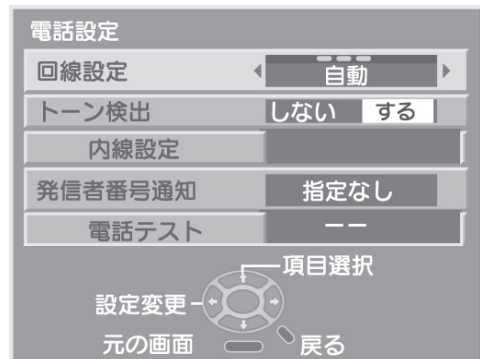 電話設定
回線設定 自動
トーン検出 しない する
内線設定
発信者番号通知 指定なし
電話テスト −−
項目選択
設定変更
元の画面 戻る